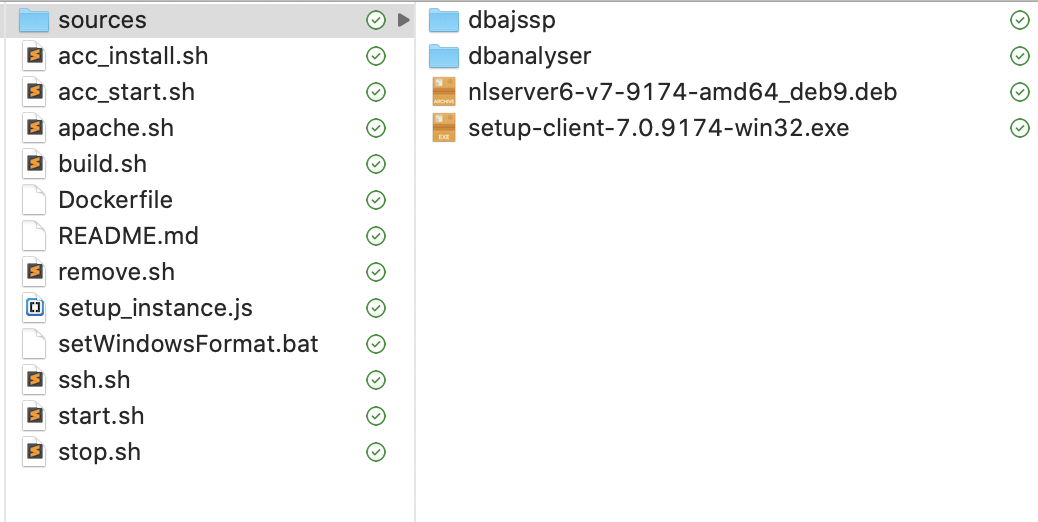 sources
acc_install.sh
acc_start.sh
apache.sh
build.sh
Dockerfile
README.md
remove.sh
setup_instance.js
setWindowsFormat.bat
ssh.sh
start.sh
stop.sh
dbajssp
dbanalyser
nlserver6-v7-9174-amd64_deb9.deb
setup-client-7.0.9174-win32.exe
ARCHIVE
EXE